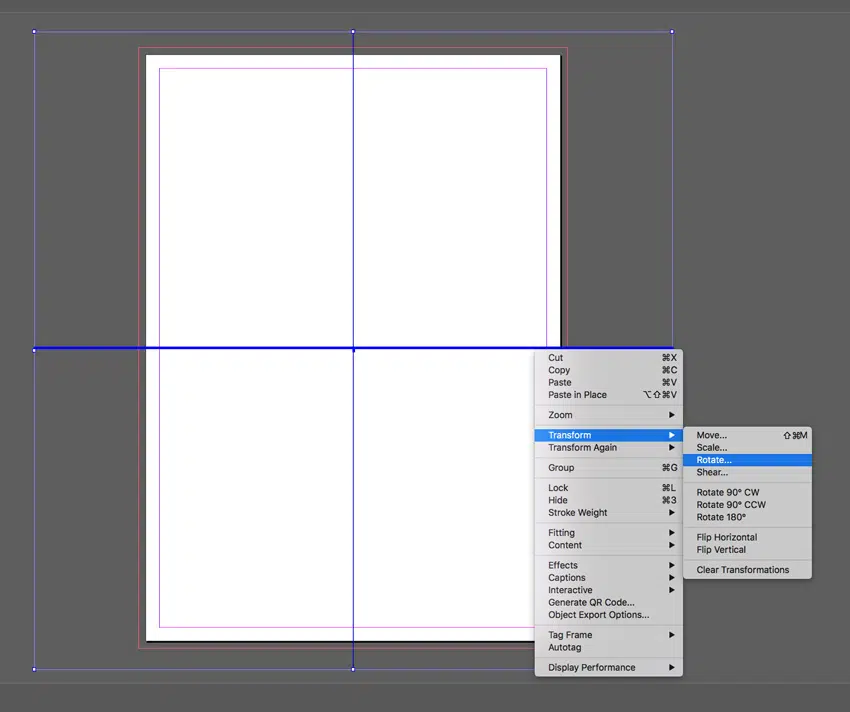 Cut ⌘X
Copy ⌘C
Paste ⌘V
Paste in Place ⌥⇧⌘V
Zoom
Transform
Transform Again
Group ⌘G
Lock ⌘L
Hide ⌘3
Stroke Weight
Fitting
Content
Effects
Captions
Interactive
Generate QR Code...
Object Export Options...
Tag Frame
Autotag
Display Performance
Move... ⇧⌘M
Scale...
Rotate...
Shear...
Rotate 90° CW
Rotate 90° CCW
Rotate 180°
Flip Horizontal
Flip Vertical
Clear Transformations